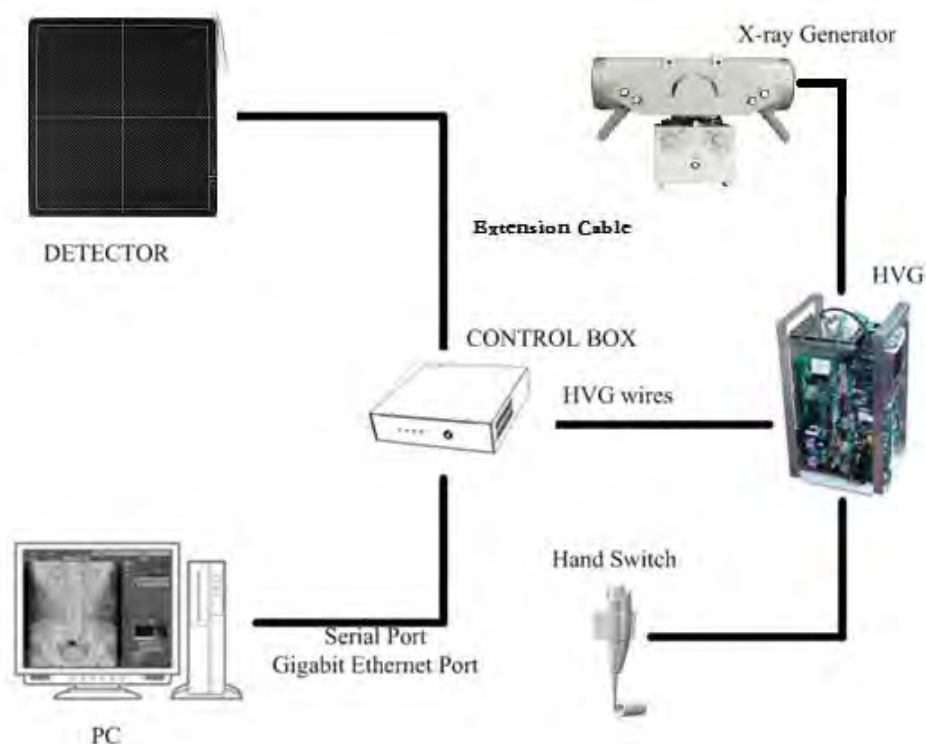 X-ray Generator
Extension Cable
DETECTOR
HVG
CONTROL BOX
HVG wires
Hand Switch
Serial Port
Gigabit Ethernet Port
PC